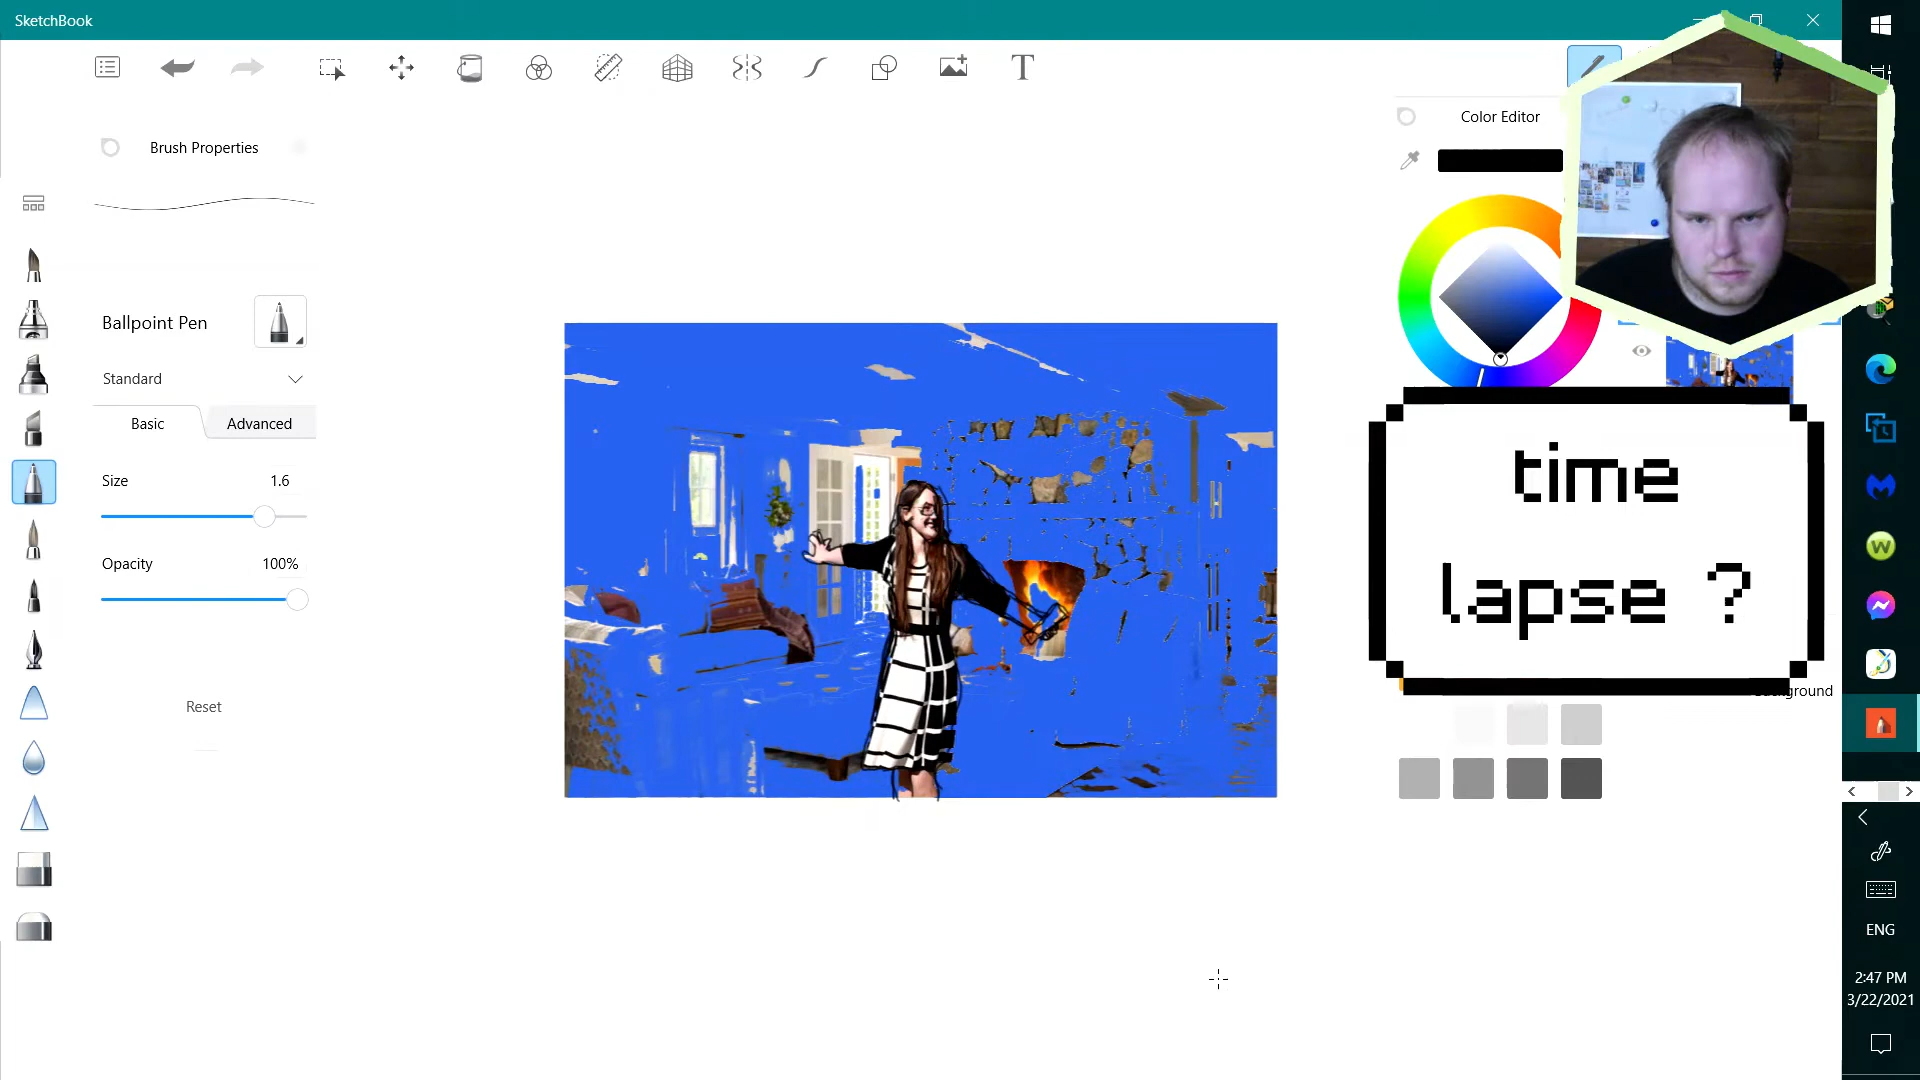 SketchBook
T
Brush Properties
Color Editor
Ballpoint Pen
Standard
Basic
Advanced
Size
1.6
Opacity
100%
Reset
time
lapse ?
W
ENG
2:47 PM
3/22/2021